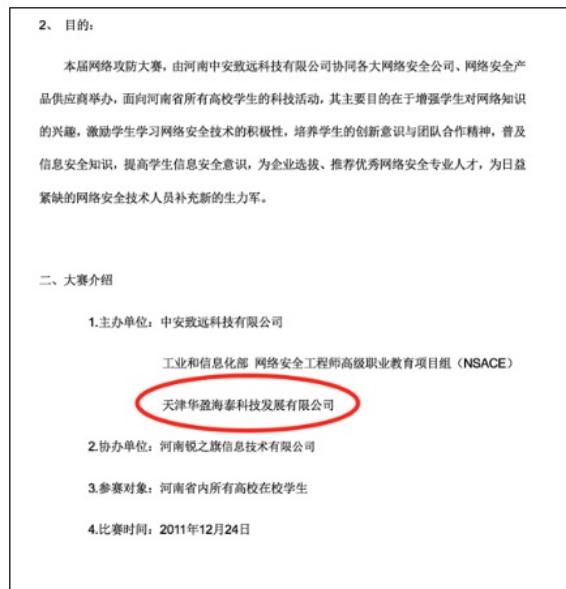 2、 目的：
本届网络攻防大赛，由河南中安致远科技有限公司协同各大网络安全公司、网络安全产
品供应商举办，面向河南省所有高校学生的科技活动，其主要目的在于增强学生对网络知识
的兴趣，激励学生学习网络安全技术的积极性，培养学生的创新意识与团队合作精神，普及
信息安全知识，提高学生信息安全意识，为企业选拔、推荐优秀网络安全专业人才，为日益
紧缺的网络安全技术人员补充新的生力军。
二、大赛介绍
1.主办单位：中安致远科技有限公司
工业和信息化部 网络安全工程师高级职业教育项目组（NSACE）
天津华盈海泰科技发展有限公司
2.协办单位：河南锐之旗信息技术有限公司
3.参赛对象：河南省内所有高校在校学生
4.比赛时间：2011年12月24日